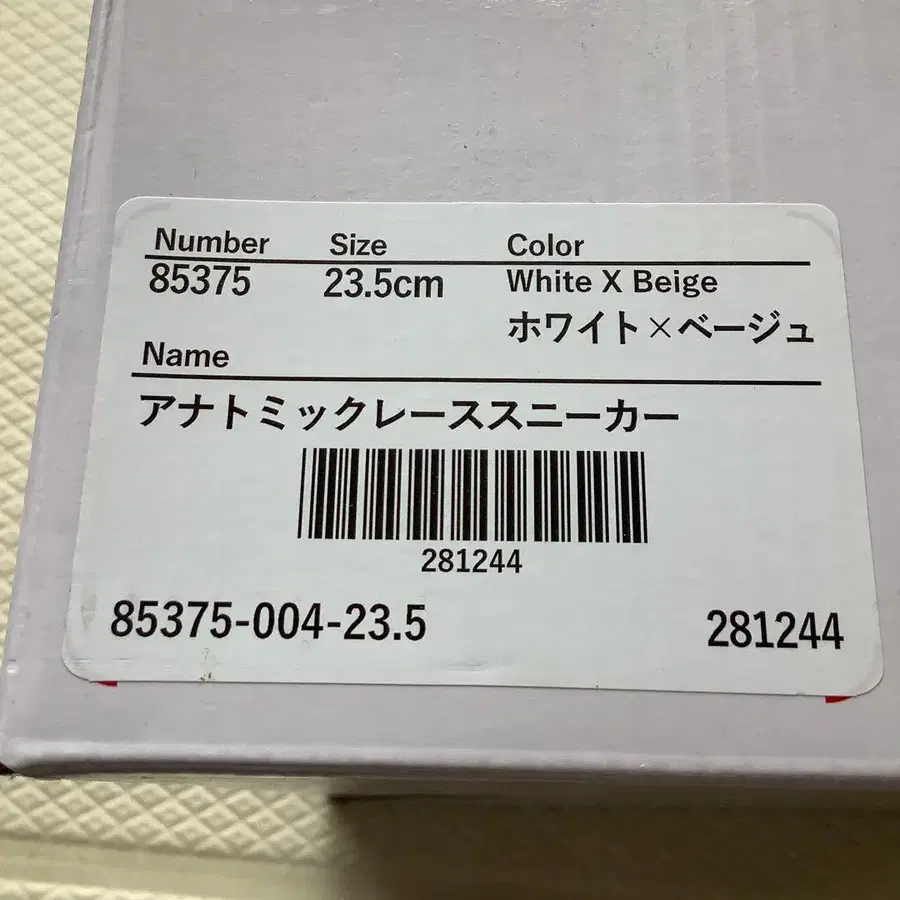 Number Size Color
85375 23.5cm White X Beige
ホワイト×ベージュ
Name
アナトミックレーススニーカー
281244
85375-004-23.5 281244